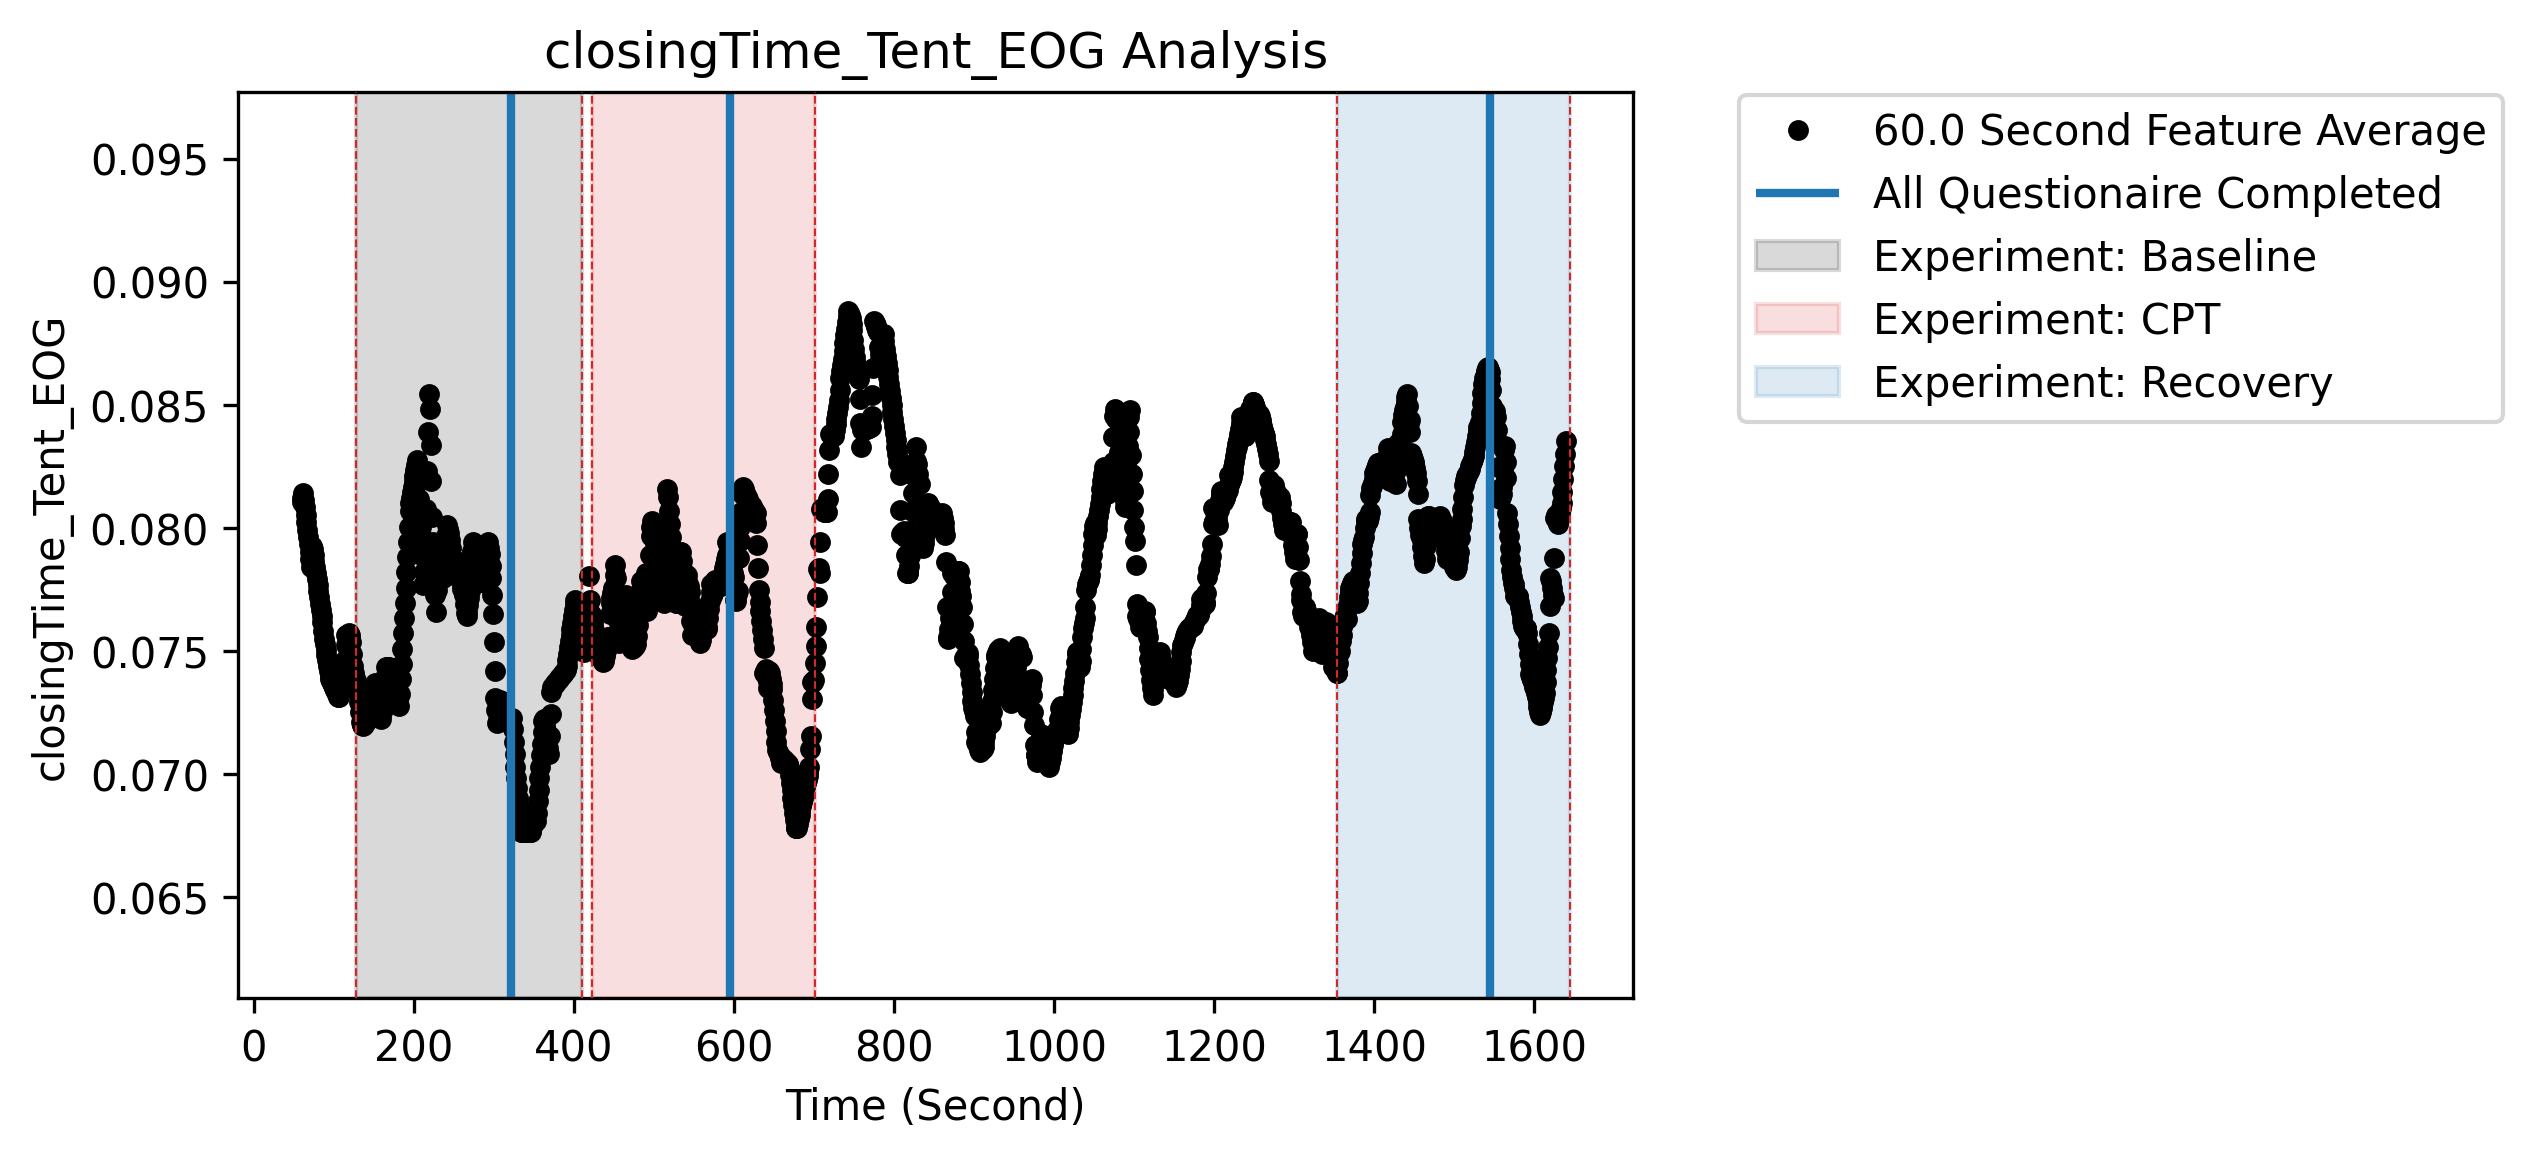 closingTime_Tent_EOG Analysis
closingTime_Tent_EOG
0.095
0.090
0.085
0.080
0.075
0.070
0.065
0
200
400
600
800
1000
1200
1400
1600
Time (Second)
60.0 Second Feature Average
All Questionaire Completed
Experiment: Baseline
Experiment: CPT
Experiment: Recovery